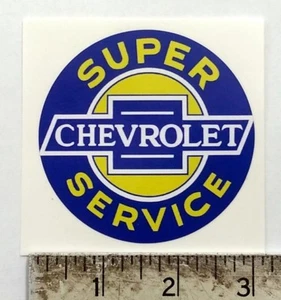 SUPER
CHEVROLET
SERVICE
1 2 3